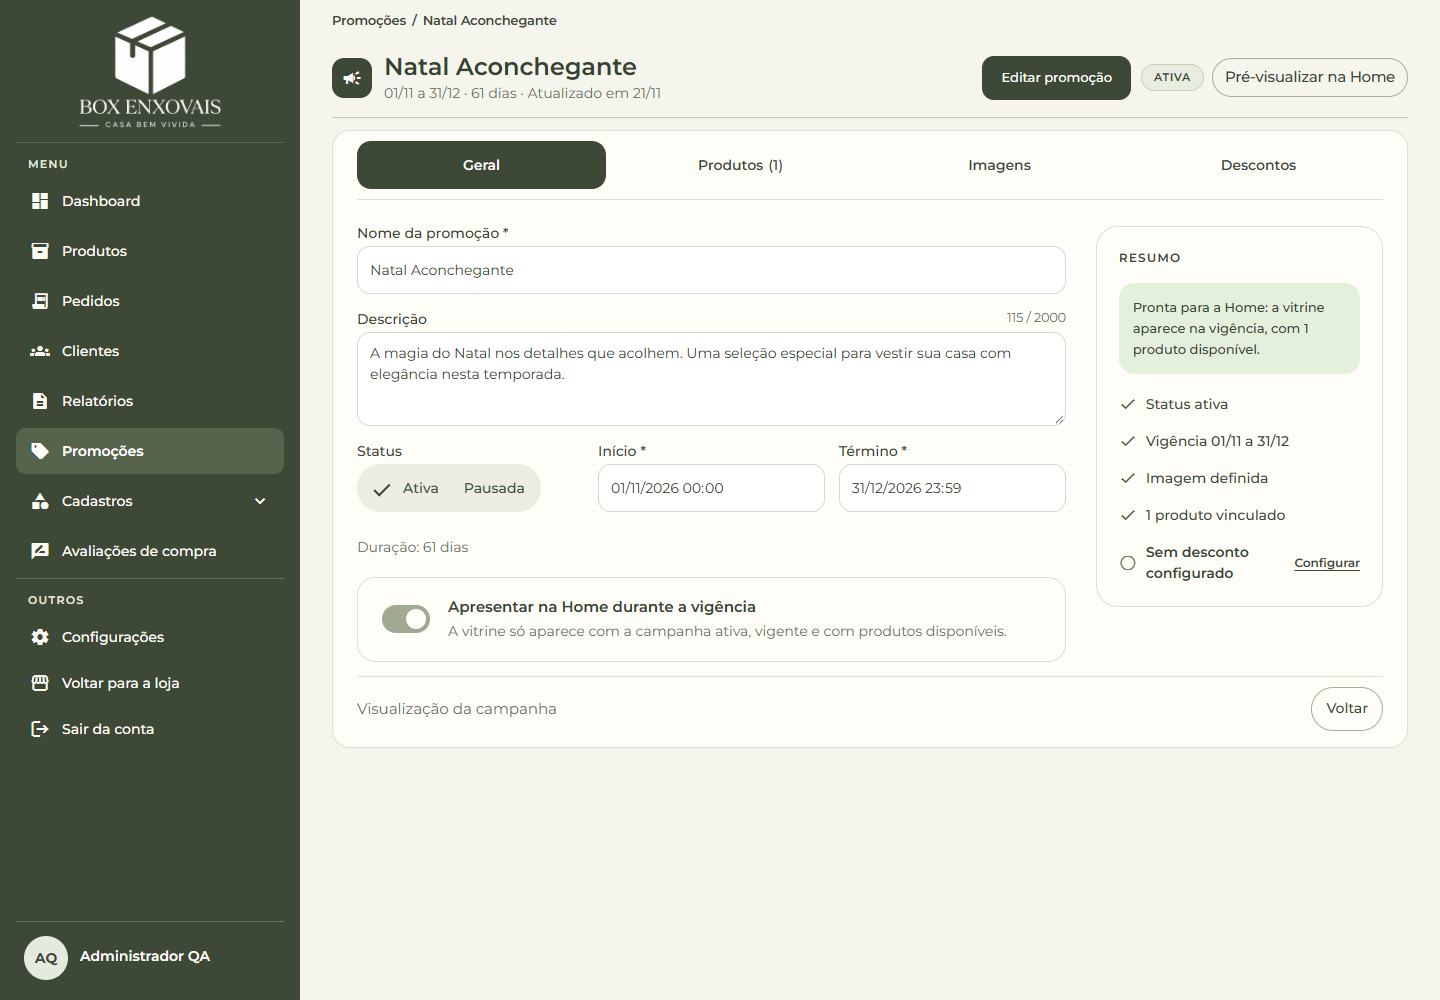 BOX ENXOVAIS
CASA BEM VIVIDA
MENU
Dashboard
Produtos
Pedidos
Clientes
Relatórios
Promoções
Cadastros
Avaliações de compra
OUTROS
Configurações
Voltar para a loja
Sair da conta
AQ
Administrador QA
Promoções / Natal Aconchegante
Natal Aconchegante
01/11 a 31/12 · 61 dias · Atualizado em 21/11
Editar promoção
ATIVA
Pré-visualizar na Home
Geral
Produtos (1)
Imagens
Descontos
Nome da promoção *
Natal Aconchegante
Descrição
115 / 2000
A magia do Natal nos detalhes que acolhem. Uma seleção especial para vestir sua casa com
elegância nesta temporada.
Status
Ativa
Pausada
Início *
01/11/2026 00:00
Término *
31/12/2026 23:59
Duração: 61 dias
Apresentar na Home durante a vigência
A vitrine só aparece com a campanha ativa, vigente e com produtos disponíveis.
RESUMO
Pronta para a Home: a vitrine
aparece na vigência, com 1
produto disponível.
Status ativa
Vigência 01/11 a 31/12
Imagem definida
1 produto vinculado
Sem desconto
configurado
Configurar
Visualização da campanha
Voltar